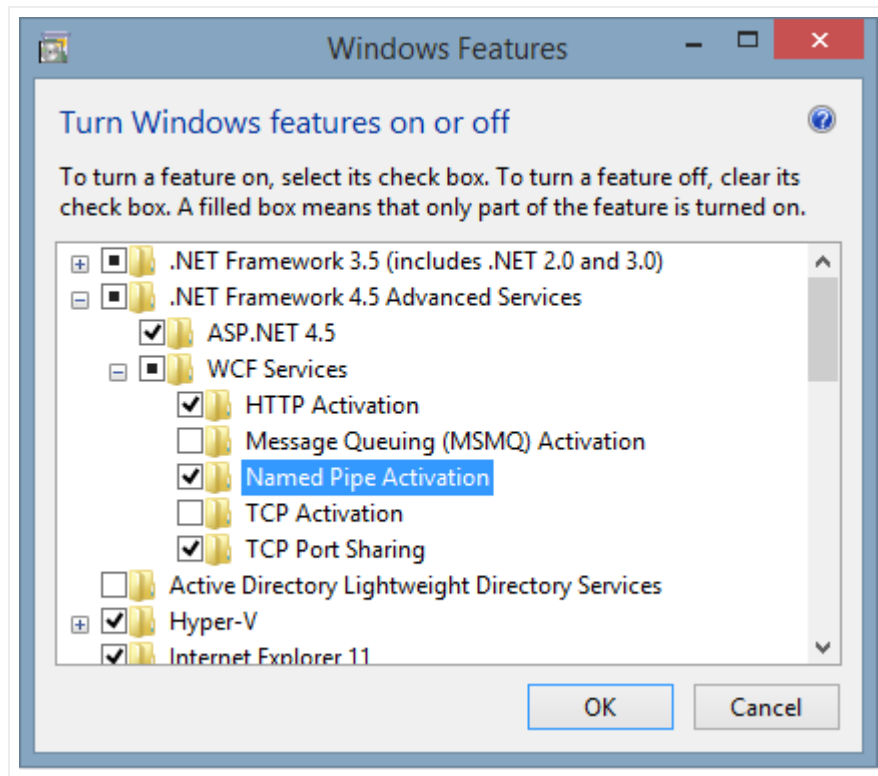 Windows Features
Turn Windows features on or off
To turn a feature on, select its check box. To turn a feature off, clear its
check box. A filled box means that only part of the feature is turned on.
.NET Framework 3.5 (includes .NET 2.0 and 3.0)
.NET Framework 4.5 Advanced Services
ASP.NET 4.5
WCF Services
HTTP Activation
Message Queuing (MSMQ) Activation
Named Pipe Activation
TCP Activation
TCP Port Sharing
Active Directory Lightweight Directory Services
Hyper-V
Internet Explorer 11
OK
Cancel